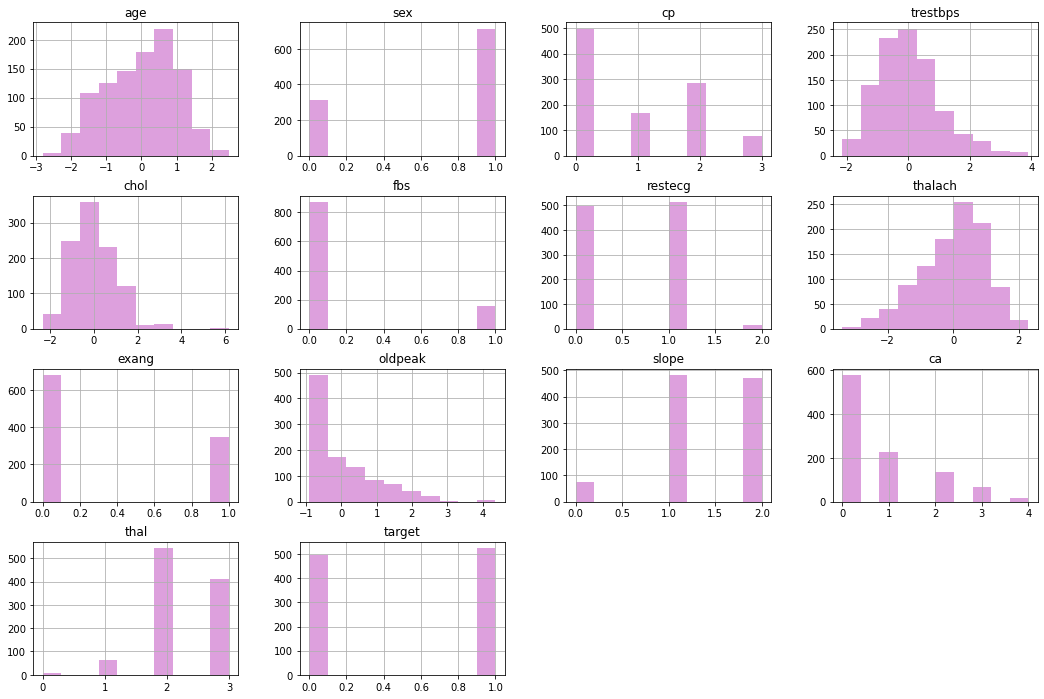 age
200
150
100
50
0
−3 −2 −1 0 1 2
sex
600
400
200
0
0.0 0.2 0.4 0.6 0.8 1.0
cp
500
400
300
200
100
0
0 1 2 3
trestbps
250
200
150
100
50
0
−2 0 2 4
chol
300
200
100
0
−2 0 2 4 6
fbs
800
600
400
200
0
0.0 0.2 0.4 0.6 0.8 1.0
restecg
500
400
300
200
100
0
0.0 0.5 1.0 1.5 2.0
thalach
250
200
150
100
50
0
−2 0 2
exang
600
400
200
0
0.0 0.2 0.4 0.6 0.8 1.0
oldpeak
500
400
300
200
100
0
−1 0 1 2 3 4
slope
500
400
300
200
100
0
0.0 0.5 1.0 1.5 2.0
ca
600
400
200
0
0 1 2 3 4
thal
500
400
300
200
100
0
0 1 2 3
target
500
400
300
200
100
0
0.0 0.2 0.4 0.6 0.8 1.0